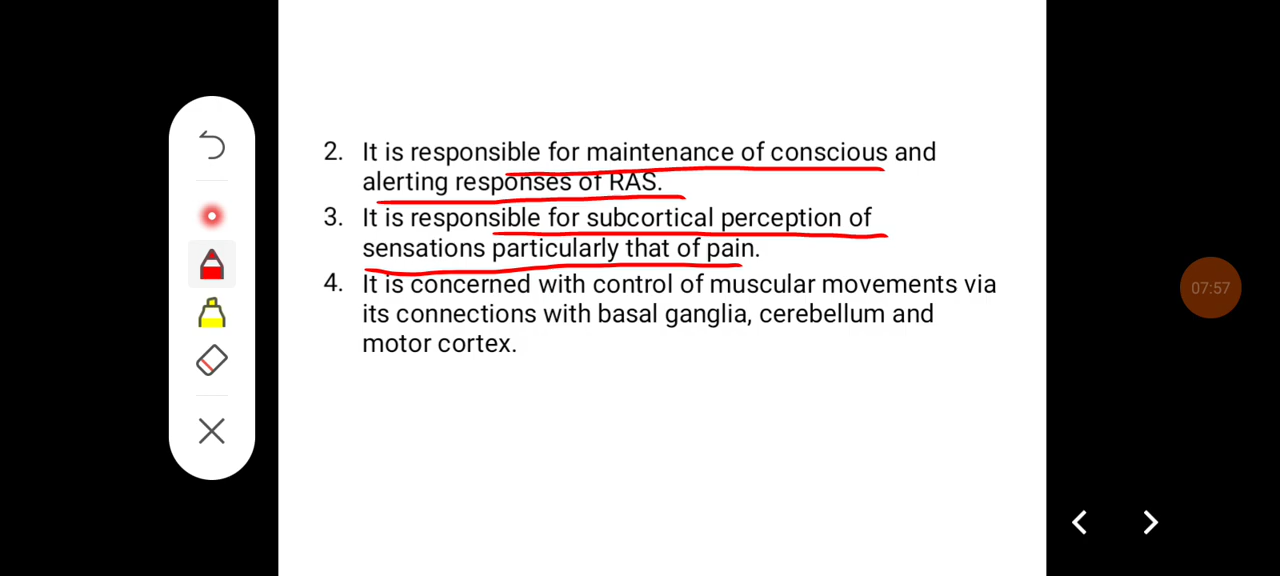 2. It is responsible for maintenance of conscious and
alerting responses of RAS.
3. It is responsible for subcortical perception of
sensations particularly that of pain.
4. It is concerned with control of muscular movements via
its connections with basal ganglia, cerebellum and
motor cortex.
07:57